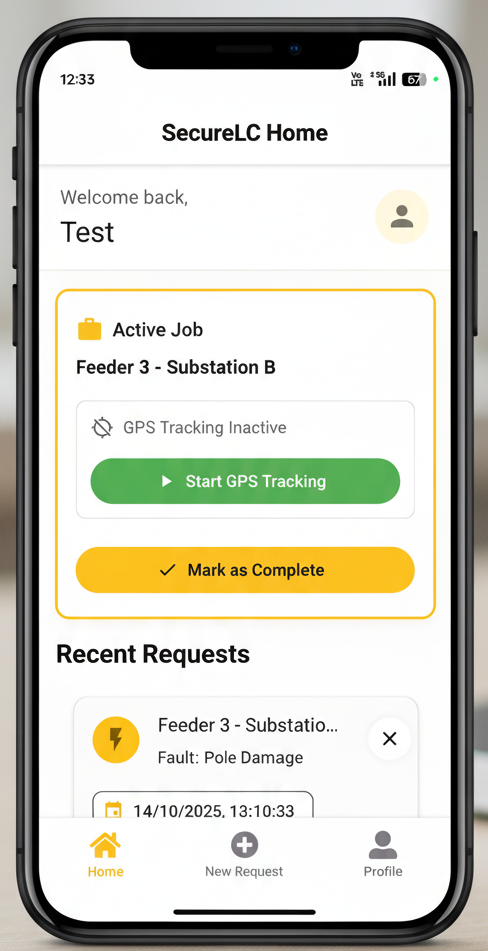 12:33
Vo
LTE
5G
67
SecureLC Home
Welcome back,
Test
Active Job
Feeder 3 - Substation B
GPS Tracking Inactive
Start GPS Tracking
Mark as Complete
Recent Requests
Feeder 3 - Substatio...
Fault: Pole Damage
14/10/2025, 13:10:33
Home
New Request
Profile